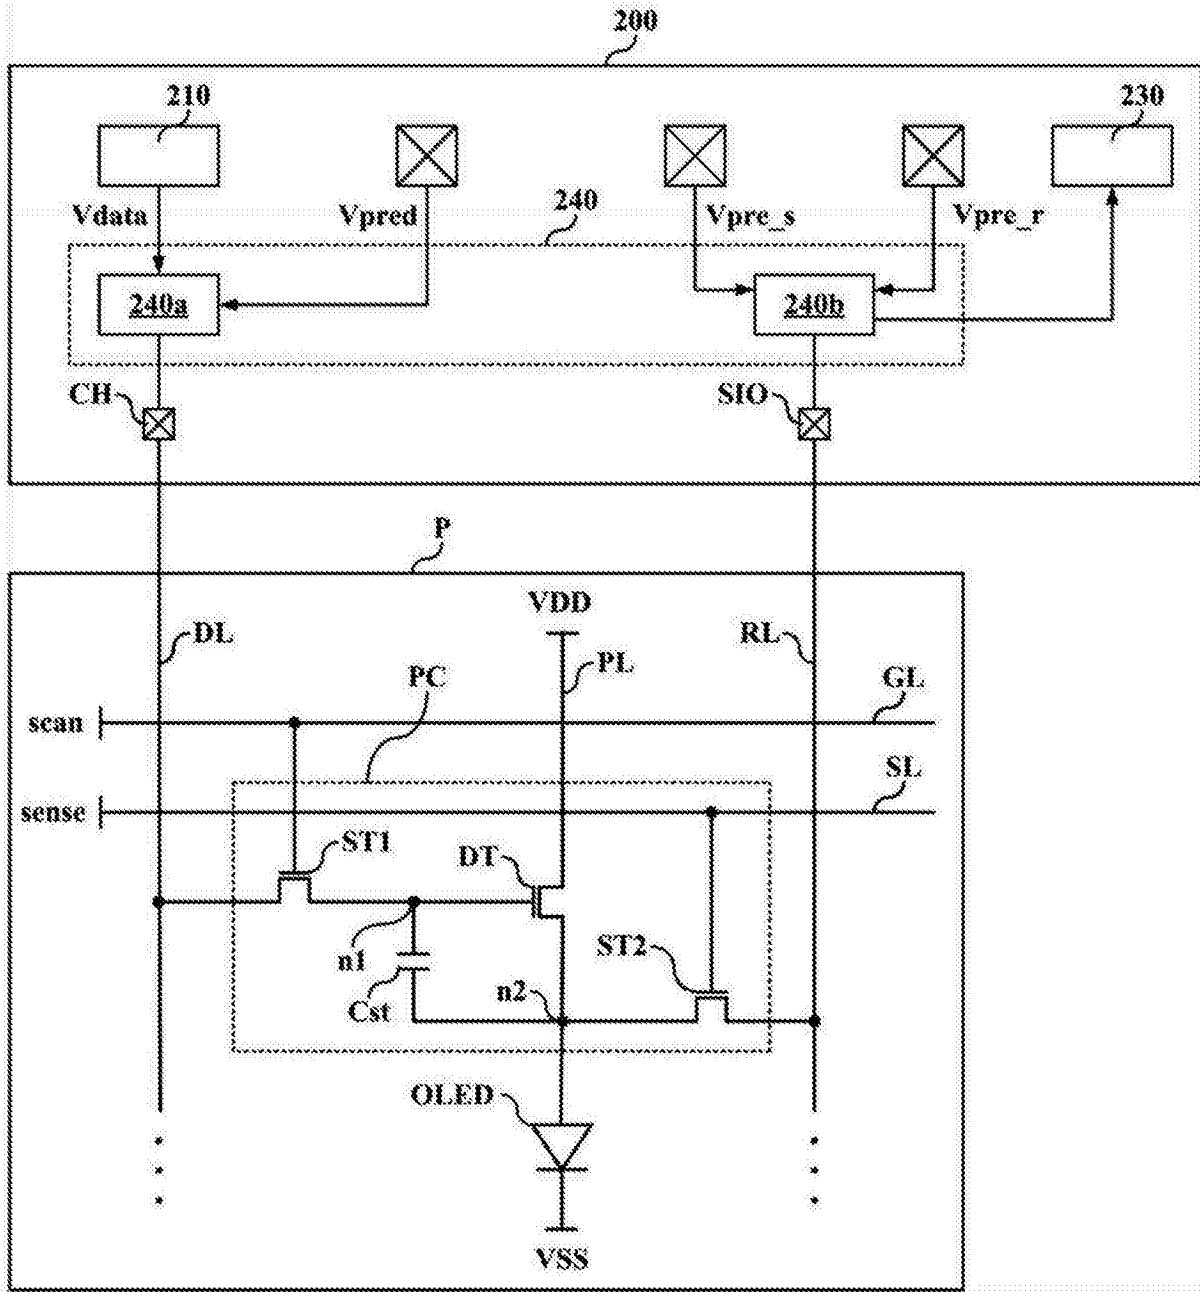 200
210
230
Vdata
Vpred
240
Vpre_s
Vpre_r
240a
240b
CH
SIO
P
VDD
DL
RL
PL
PC
GL
scan
SL
sense
ST1
DT
ST2
n1
n2
Cst
OLED
VSS